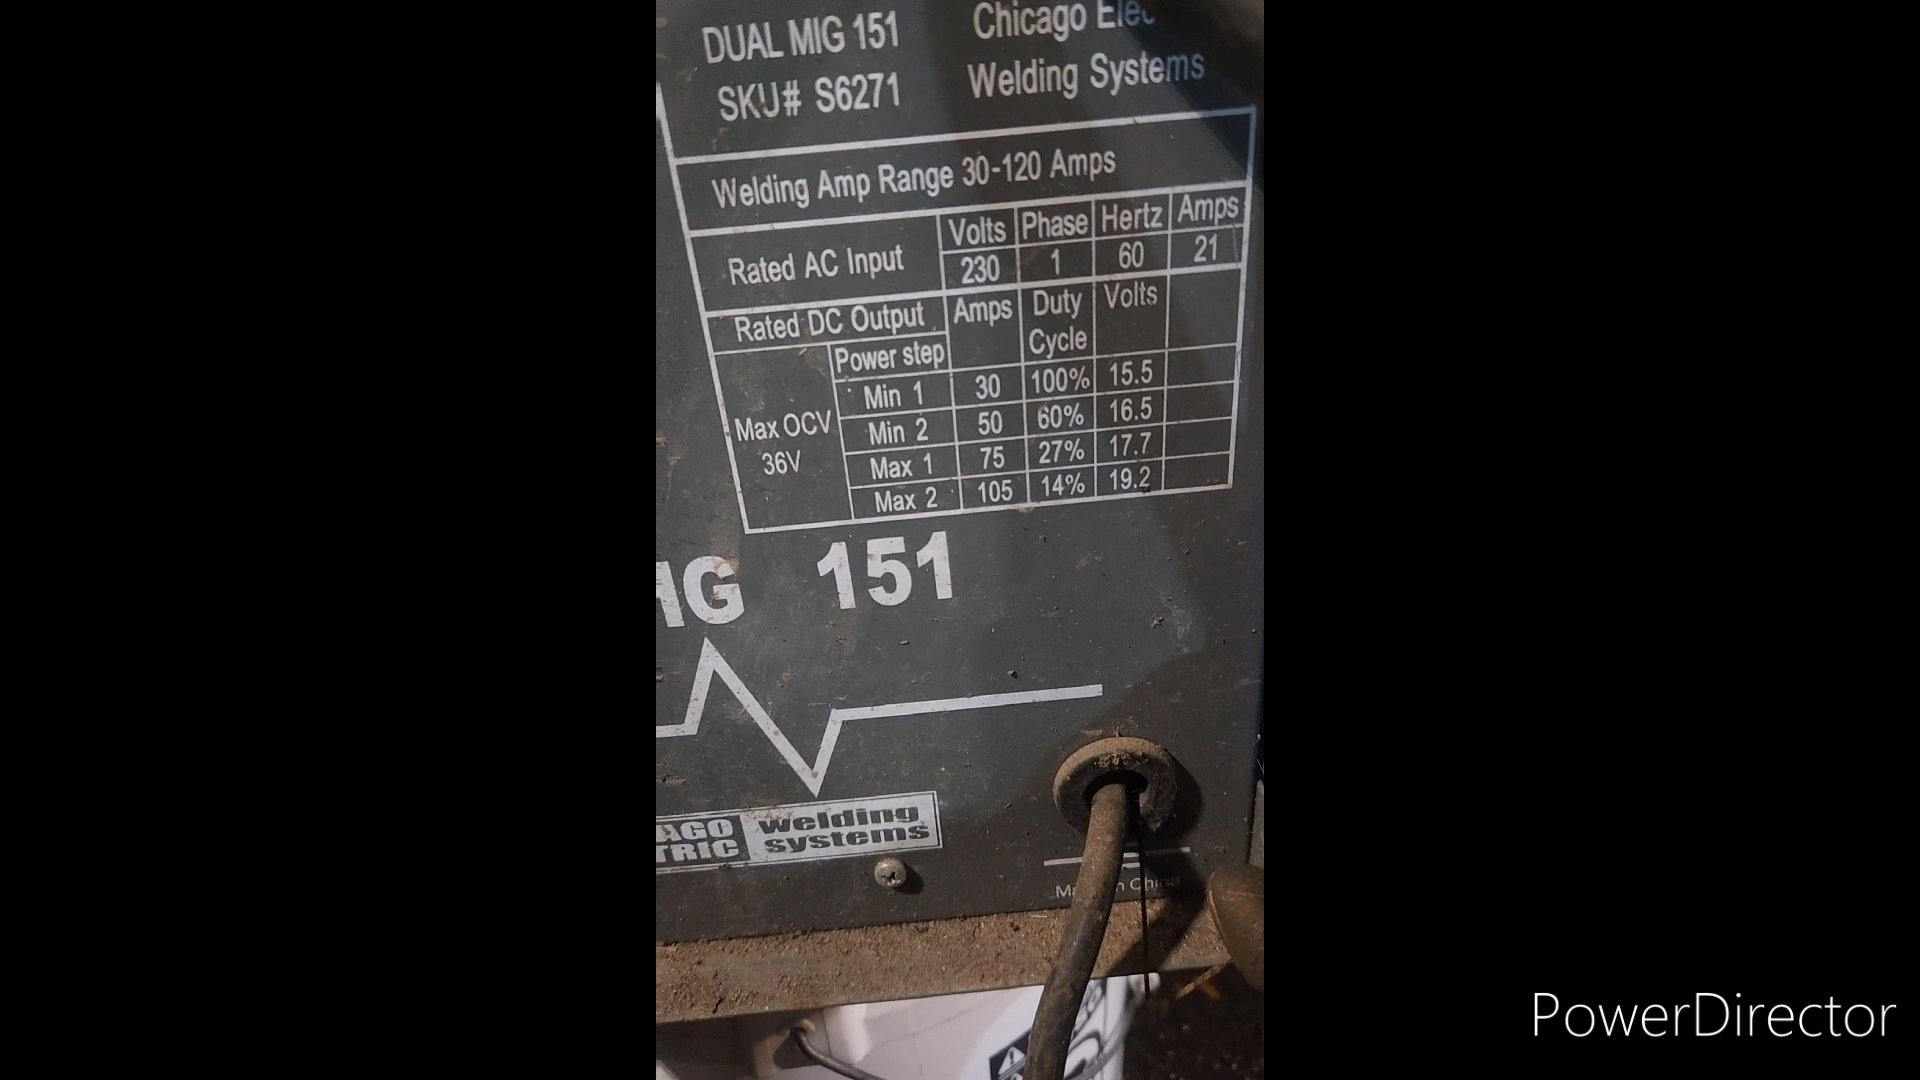 DUAL MIG 151 Chicago
SKU# S6271 Welding Systems
Welding Amp Range 30-120 Amps
Rated AC Input Volts Phase Hertz Amps
230 1 60 21
Rated DC Output Amps Duty Cycle Volts
Max OCV 36V Power step
Min 1 30 100% 15.5
Min 2 50 60% 16.5
Max 1 75 27% 17.7
Max 2 105 14% 19.2
IG 151
AGO welding
TRIC systems
China
PowerDirector